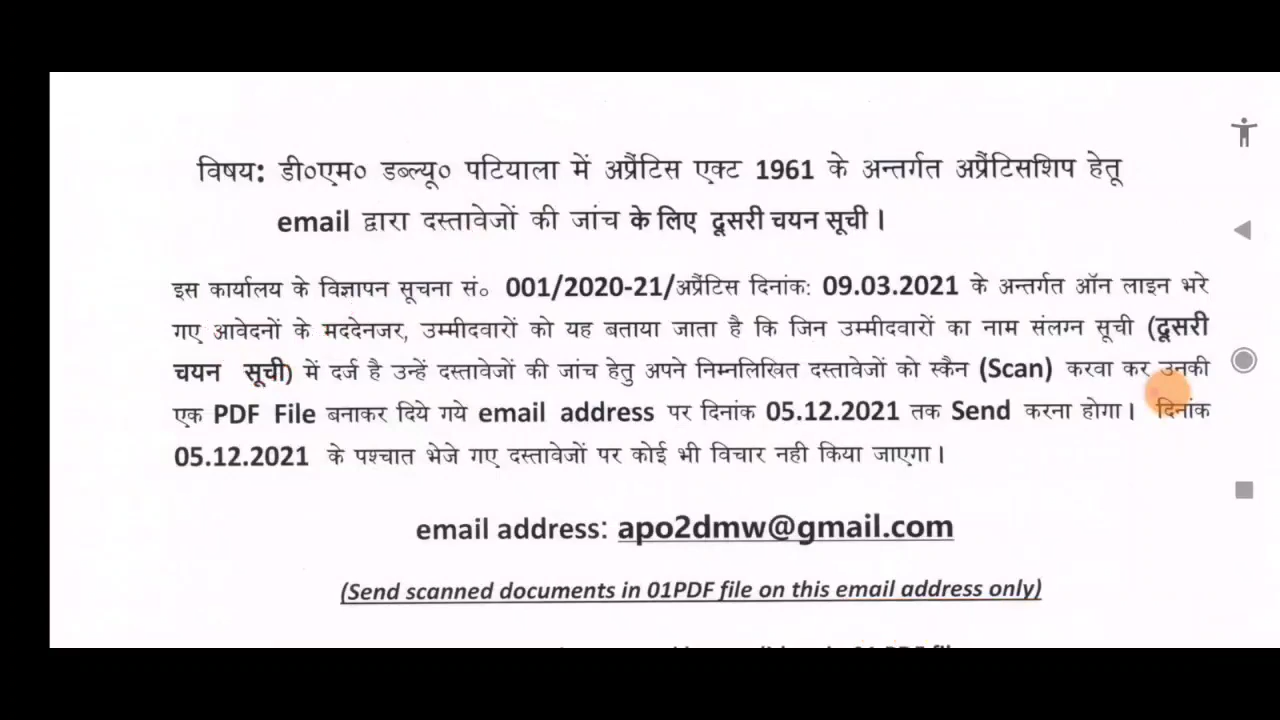 विषय: डी०एम० डब्ल्यू० पटियाला में अप्रैंटिस एक्ट 1961 के अन्तर्गत अप्रैंटिसशिप हेतू
email द्वारा दस्तावेजों की जांच के लिए दूसरी चयन सूची।
इस कार्यालय के विज्ञापन सूचना सं० 001/2020-21/अप्रैंटिस दिनांक: 09.03.2021 के अन्तर्गत ऑन लाइन भरे
गए आवेदनों के मददेनजर, उम्मीदवारों को यह बताया जाता है कि जिन उम्मीदवारों का नाम संलग्न सूची (दूसरी
चयन सूची) में दर्ज है उन्हें दस्तावेजों की जांच हेतु अपने निम्नलिखित दस्तावेजों को स्कैन (Scan) करवा कर उनकी
एक PDF File बनाकर दिये गये email address पर दिनांक 05.12.2021 तक Send करना होगा। दिनांक
05.12.2021 के पश्चात भेजे गए दस्तावेजों पर कोई भी विचार नही किया जाएगा।
email address: apo2dmw@gmail.com
(Send scanned documents in 01PDF file on this email address only)